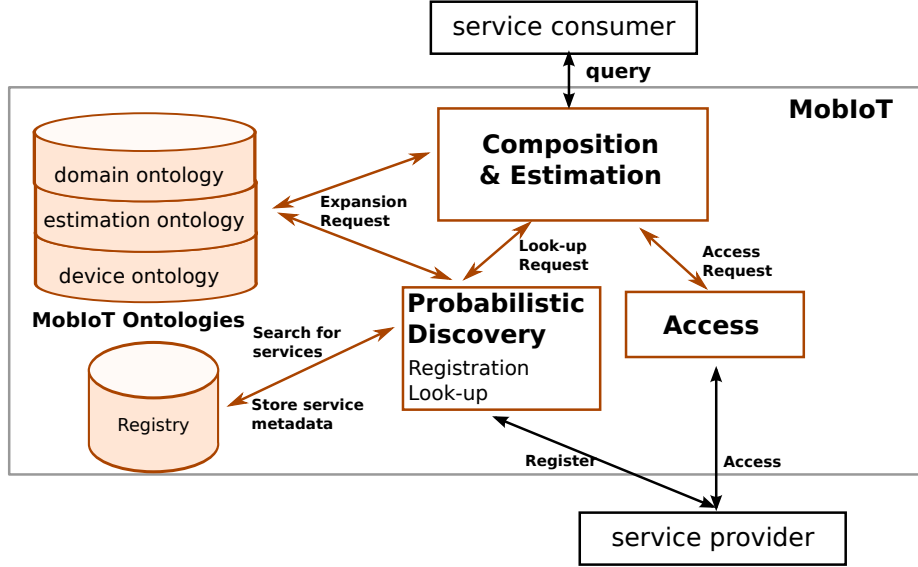 service consumer
query
MobIoT
Composition
& Estimation
domain ontology
estimation ontology
device ontology
MobIoT Ontologies
Expansion
Request
Look-up
Request
Access
Request
Probabilistic
Discovery
Registration
Look-up
Access
Search for
services
Store service
metadata
Registry
Register
Access
service provider